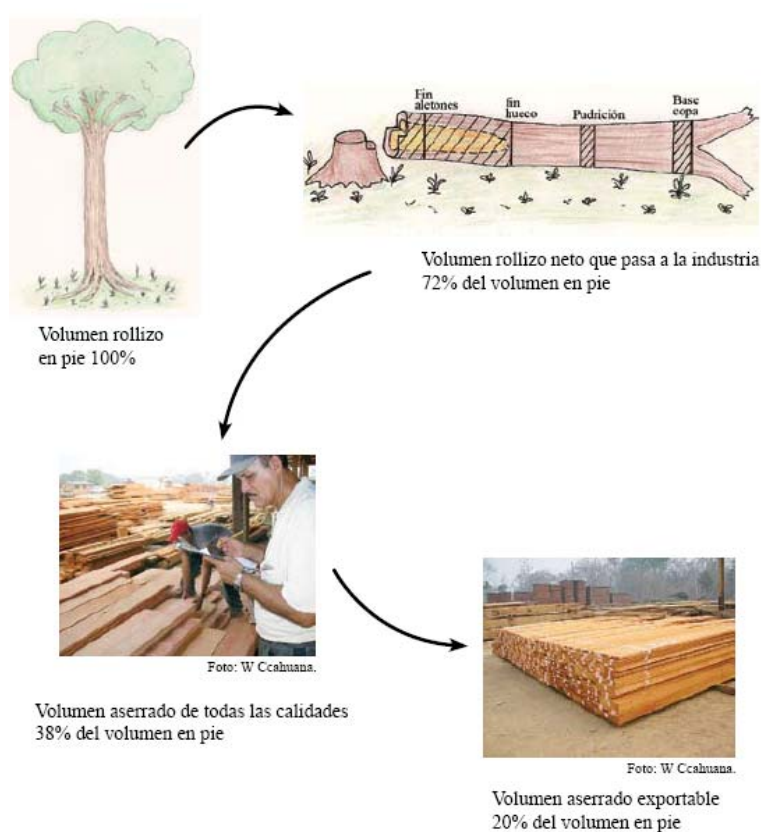 Fin
aletones
fin
hueco
Pudrición
Base
copa
Volumen rollizo neto que pasa a la industria
72% del volumen en pie
Volumen rollizo
en pie 100%
Foto: W Ccahuana.
Volumen aserrado de todas las calidades
38% del volumen en pie
Foto: W Ccahuana.
Volumen aserrado exportable
20% del volumen en pie